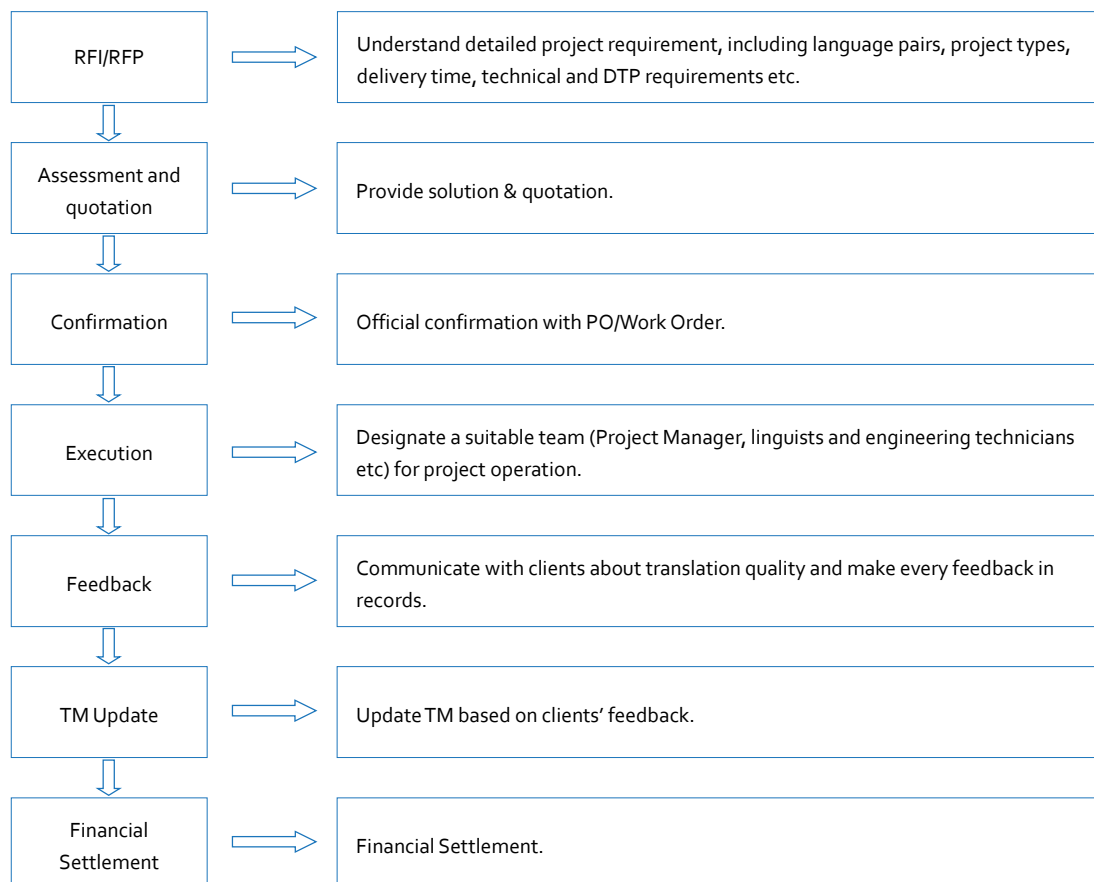 RFI/RFP
Understand detailed project requirement, including language pairs, project types,
delivery time, technical and DTP requirements etc.
Assessment and
quotation
Provide solution & quotation.
Confirmation
Official confirmation with PO/Work Order.
Execution
Designate a suitable team (Project Manager, linguists and engineering technicians
etc) for project operation.
Feedback
Communicate with clients about translation quality and make every feedback in
records.
TM Update
Update TM based on clients’ feedback.
Financial
Settlement
Financial Settlement.